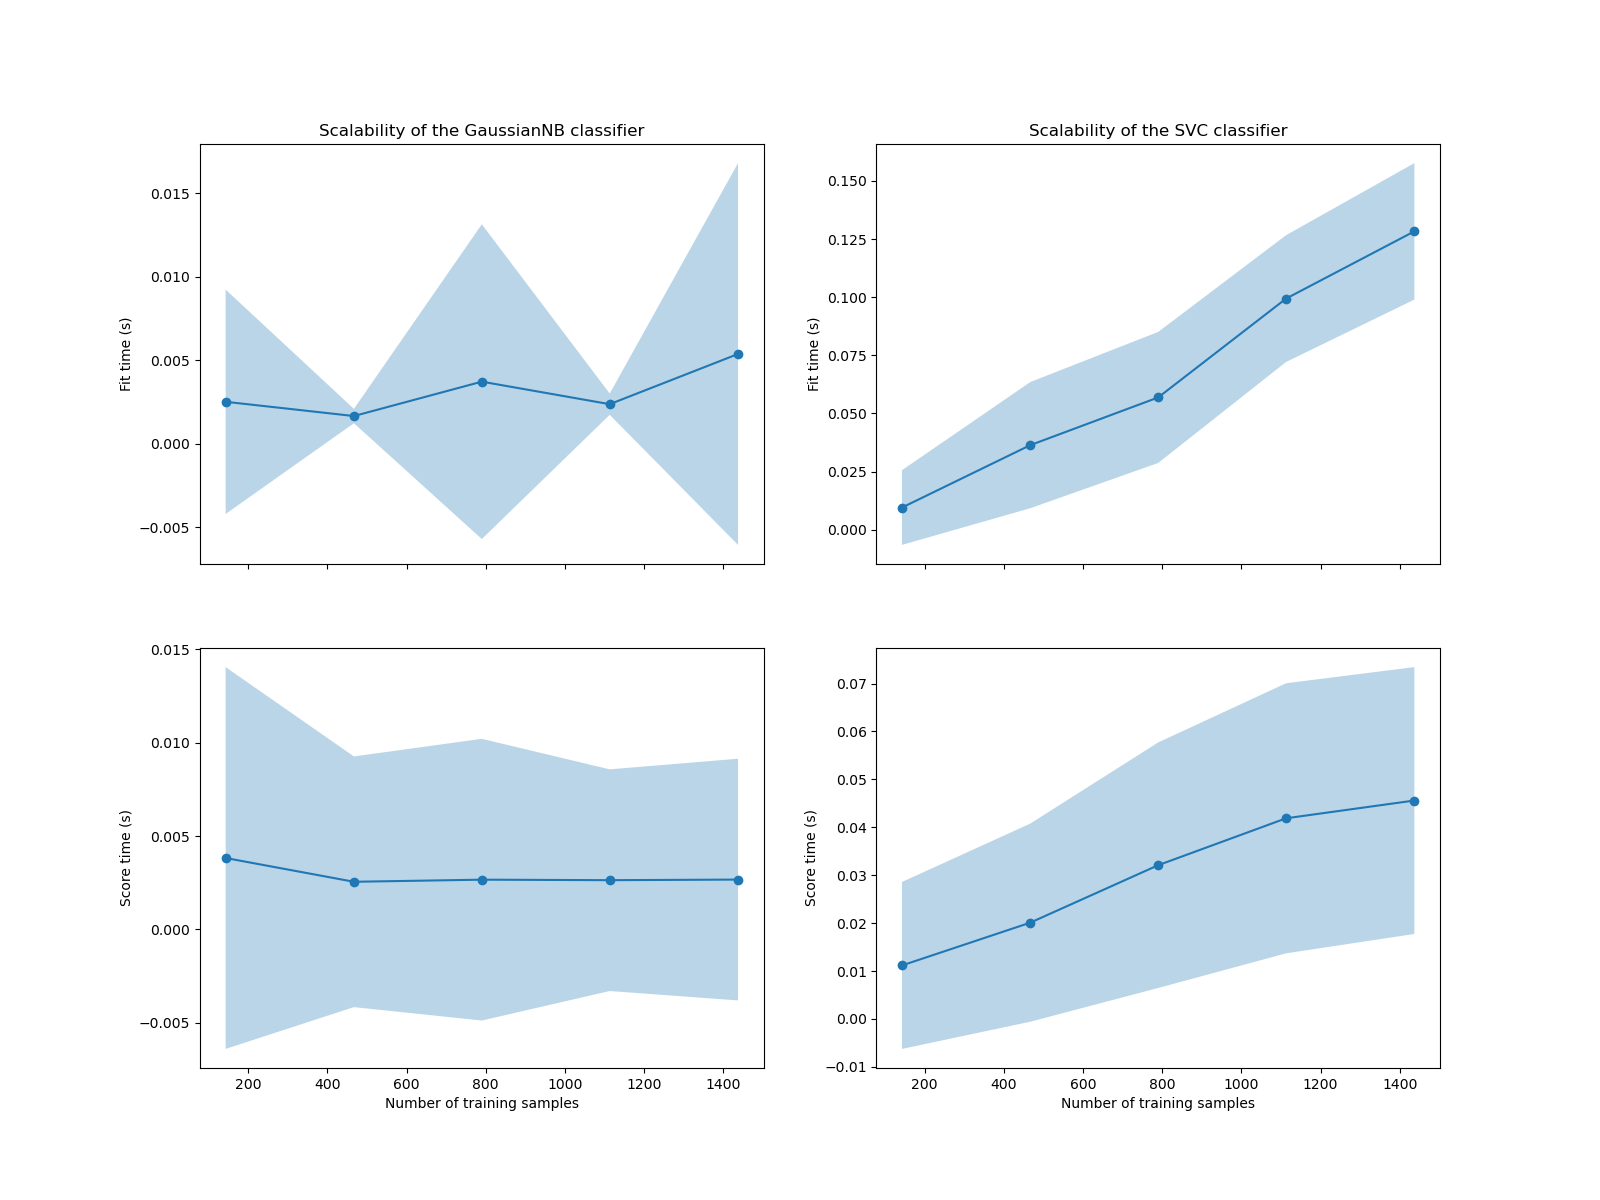 Scalability of the GaussianNB classifier
0.015
0.010
0.005
0.000
−0.005
Fit time (s)
Scalability of the SVC classifier
0.150
0.125
0.100
0.075
0.050
0.025
0.000
Fit time (s)
0.015
0.010
0.005
0.000
−0.005
Score time (s)
200 400 600 800 1000 1200 1400
Number of training samples
0.07
0.06
0.05
0.04
0.03
0.02
0.01
0.00
−0.01
Score time (s)
200 400 600 800 1000 1200 1400
Number of training samples